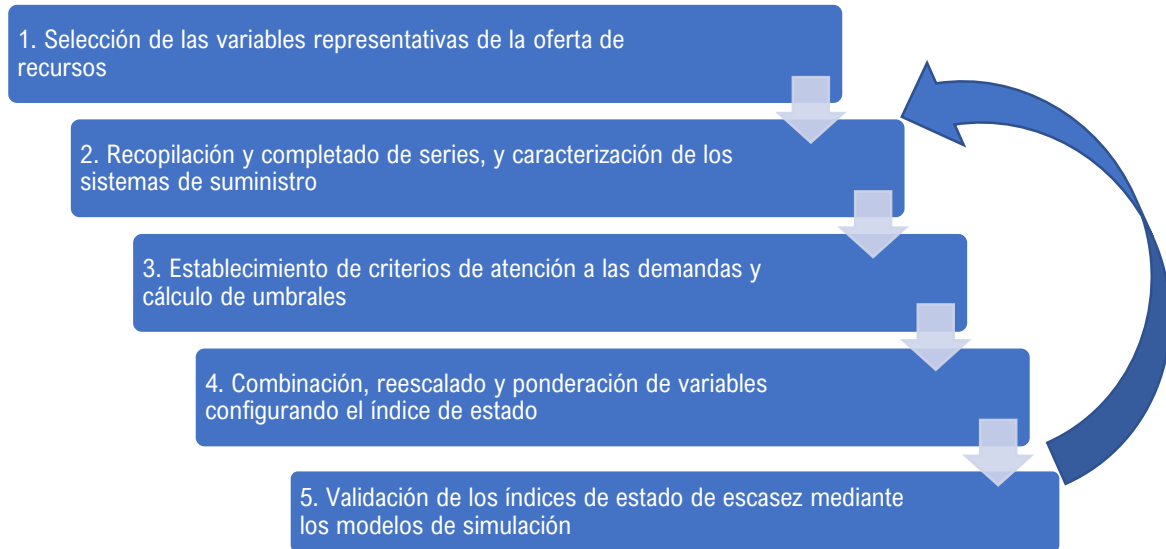 1. Selección de las variables representativas de la oferta de
recursos
2. Recopilación y completado de series, y caracterización de los
sistemas de suministro
3. Establecimiento de criterios de atención a las demandas y
cálculo de umbrales
4. Combinación, reescalado y ponderación de variables
configurando el índice de estado
5. Validación de los índices de estado de escasez mediante
los modelos de simulación